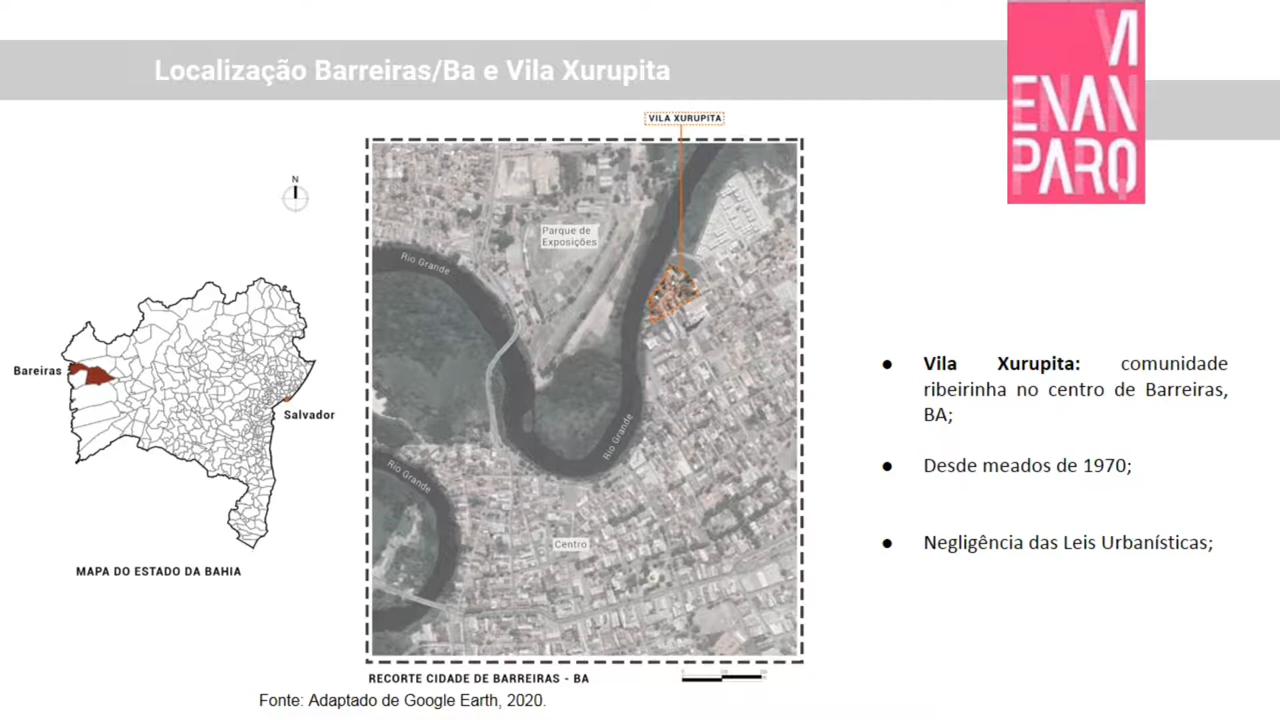 Localização Barreiras/Ba e Vila Xurupita
VI
ENAN
PARQ
VILA XURUPITA
N
Parque de
Exposições
Rio Grande
Bareiras
Salvador
Rio Grande
Rio Grande
Centro
MAPA DO ESTADO DA BAHIA
RECORTE CIDADE DE BARREIRAS - BA
Fonte: Adaptado de Google Earth, 2020.
● Vila Xurupita: comunidade
ribeirinha no centro de Barreiras,
BA;
● Desde meados de 1970;
● Negligência das Leis Urbanísticas;